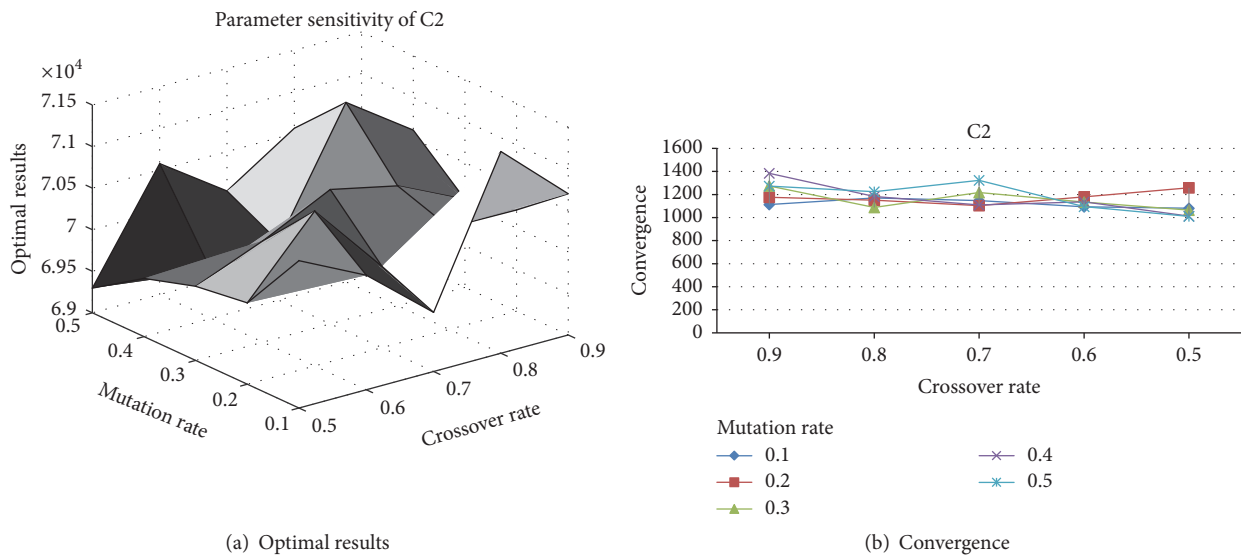 Parameter sensitivity of C2
×10⁴
7.15
7.1
7.05
7
6.95
6.9
Optimal results
0.5
0.4
0.3
0.2
0.1
Mutation rate
0.5
0.6
0.7
0.8
0.9
Crossover rate
(a) Optimal results
C2
1600
1400
1200
1000
800
600
400
200
0
Convergence
0.9 0.8 0.7 0.6 0.5
Crossover rate
Mutation rate
0.1
0.2
0.3
0.4
0.5
(b) Convergence